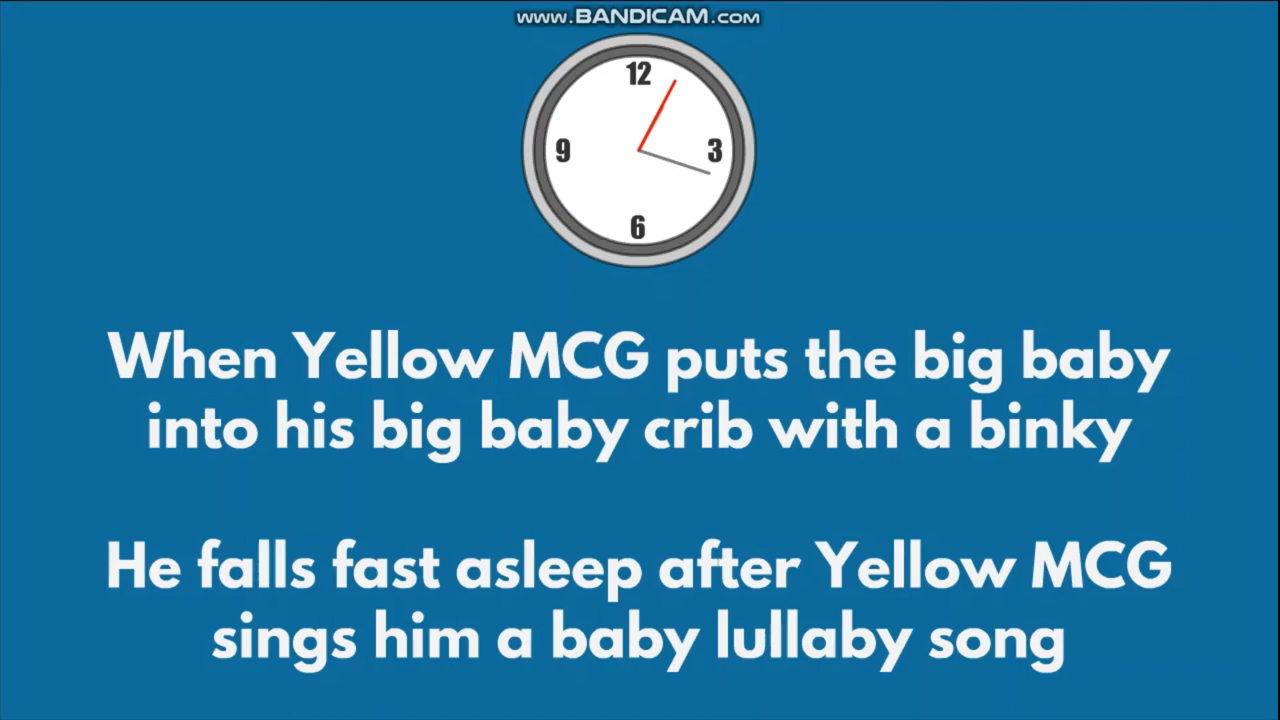 www.BANDICAM.com
12
9 3
6
When Yellow MCG puts the big baby
into his big baby crib with a binky
He falls fast asleep after Yellow MCG
sings him a baby lullaby song